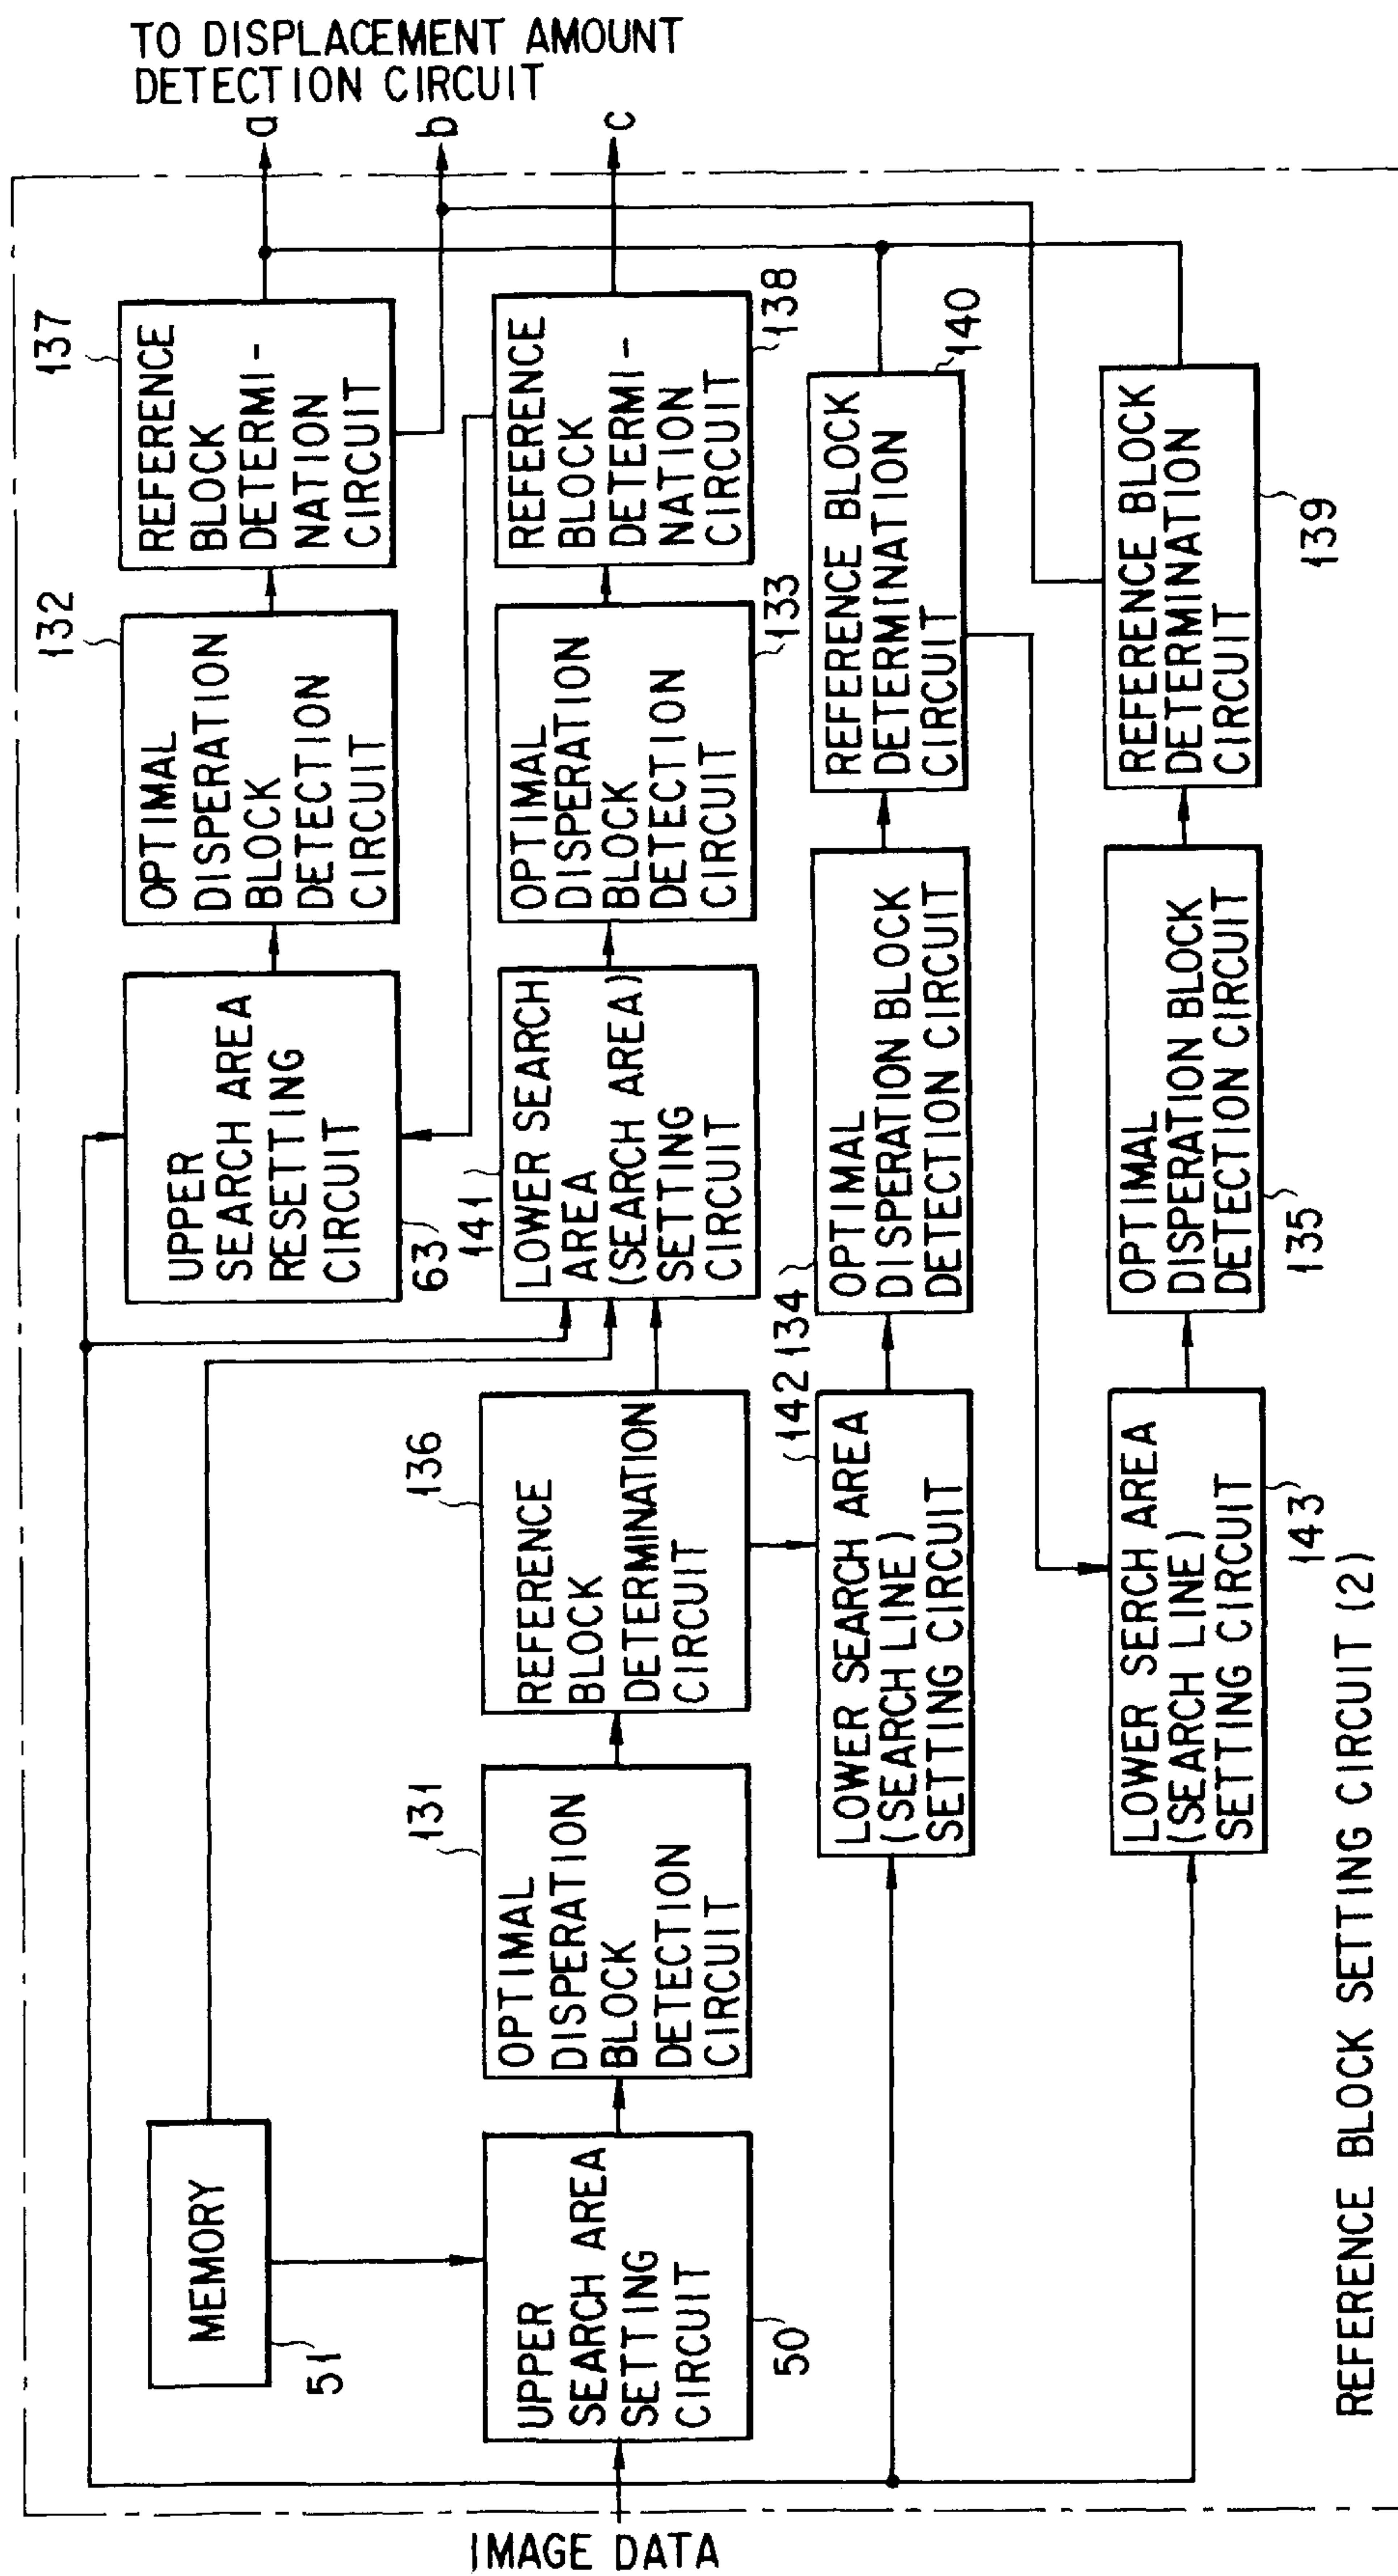 TO DISPLACEMENT AMOUNT
DETECTION CIRCUIT
a
b
c
137
REFERENCE
BLOCK
DETERMI-
NATION
CIRCUIT
132
OPTIMAL
DISPERATION
BLOCK
DETECTION
CIRCUIT
UPPER
SEARCH AREA
RESETTING
CIRCUIT
63
MEMORY
51
REFERENCE
BLOCK
DETERMI-
NATION
CIRCUIT
138
OPTIMAL
DISPERATION
BLOCK
DETECTION
CIRCUIT
133
141
LOWER SEARCH
AREA
(SEARCH AREA)
SETTING
CIRCUIT
136
REFERENCE
BLOCK
DETERMINATION
CIRCUIT
131
OPTIMAL
DISPERATION
BLOCK
DETECTION
CIRCUIT
UPPER
SEARCH AREA
SETTING
CIRCUIT
50
IMAGE DATA
142
LOWER SEARCH AREA
(SEARCH LINE)
SETTING CIRCUIT
134
OPTIMAL
DISPERATION BLOCK
DETECTION CIRCUIT
140
REFERENCE BLOCK
DETERMINATION
CIRCUIT
LOWER SERCH AREA
(SEARCH LINE)
SETTING CIRCUIT
143
OPTIMAL
DISPERATION BLOCK
DETECTION CIRCUIT
135
REFERENCE BLOCK
DETERMINATION
CIRCUIT
139
REFERENCE BLOCK SETTING CIRCUIT (2)